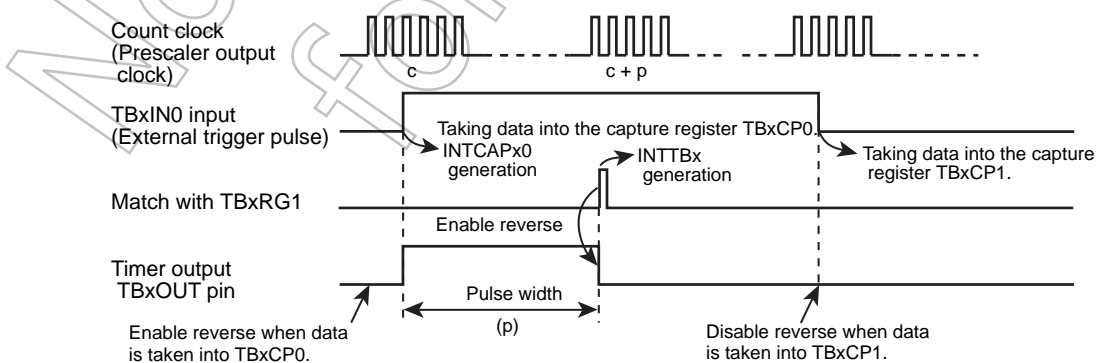 Count clock
(Prescaler output
clock)
c
c + p
TBxIN0 input
(External trigger pulse)
Taking data into the capture register TBxCP0.
INTCAPx0
generation
INTTBx
generation
Taking data into the capture
register TBxCP1.
Match with TBxRG1
Enable reverse
Timer output
TBxOUT pin
Pulse width
(p)
Enable reverse when data
is taken into TBxCP0.
Disable reverse when data
is taken into TBxCP1.